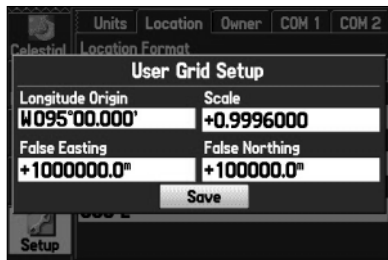 Units Location Owner COM 1 COM 2
Celestial Location Format
User Grid Setup
Longitude Origin Scale
W095°00.000' +0.9996000
False Easting False Northing
+1000000.0m +100000.0m
Save
Setup